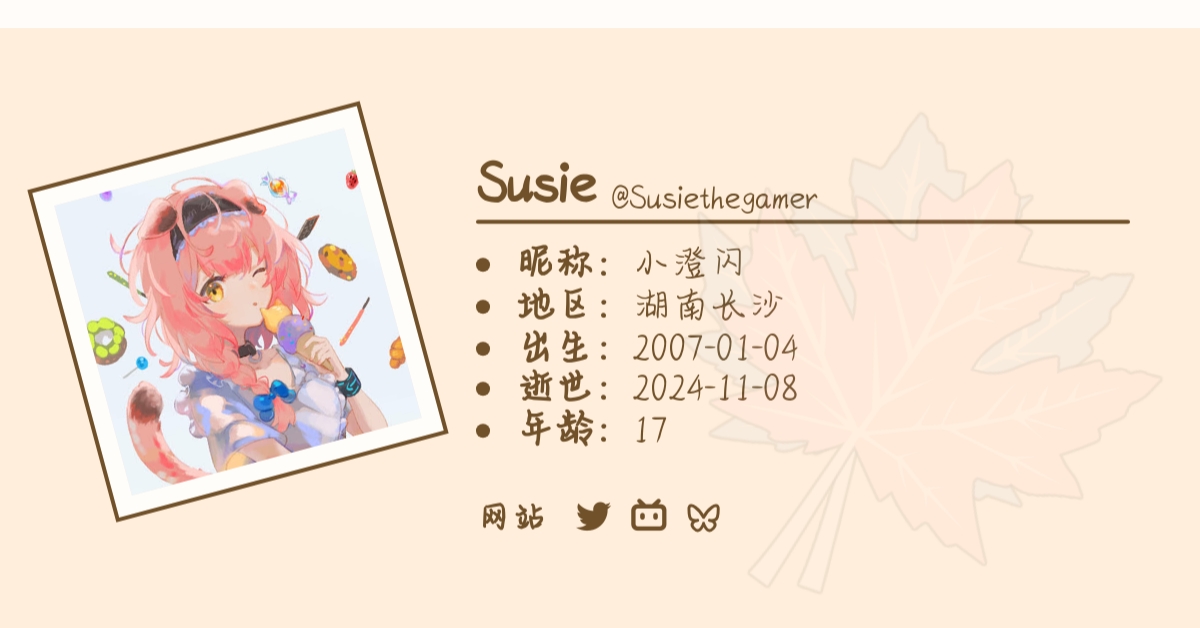 Susie @Susiethegamer
昵称：小澄闪
地区：湖南长沙
出生：2007-01-04
逝世：2024-11-08
年龄：17
网站